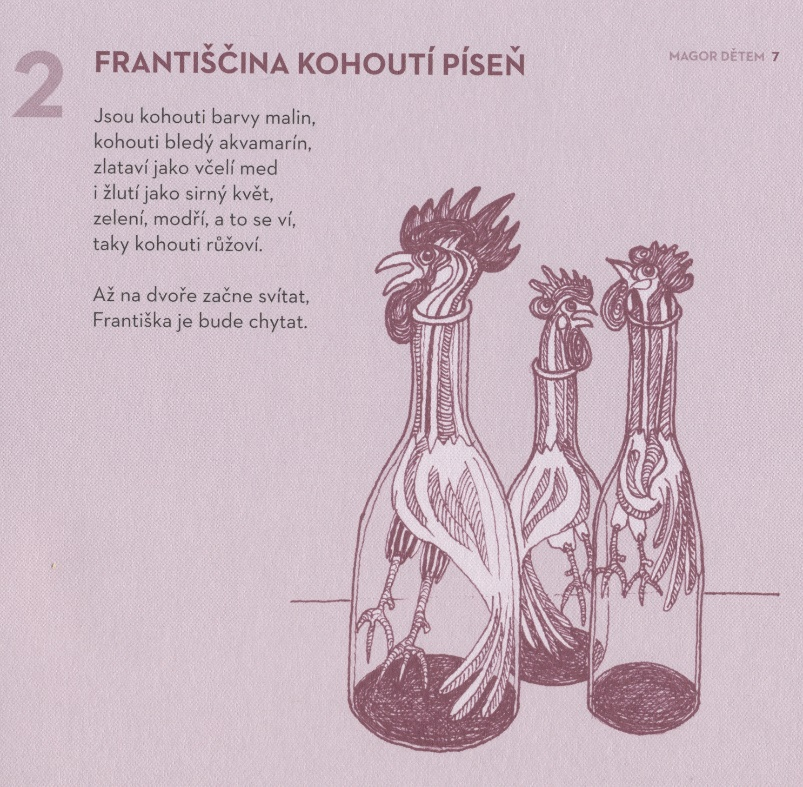 2
FRANTIŠČINA KOHOUTÍ PÍSEŇ
MAGOR DĚTEM 7
Jsou kohouti barvy malin,
kohouti bledý akvamarín,
zlataví jako včelí med
i žlutí jako sirný květ,
zelení, modří, a to se ví,
taky kohouti růžoví.
Až na dvoře začne svítat,
Františka je bude chytat.